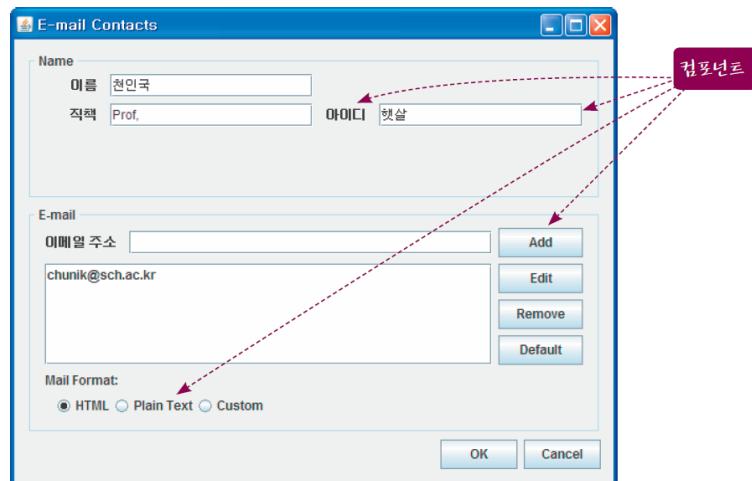 E-mail Contacts
Name
이름 천인국
직책 Prof, 아이디 햇살
컴포넌트
E-mail
이메일 주소 Add
chunik@sch.ac.kr Edit
Remove
Default
Mail Format:
HTML Plain Text Custom
OK Cancel